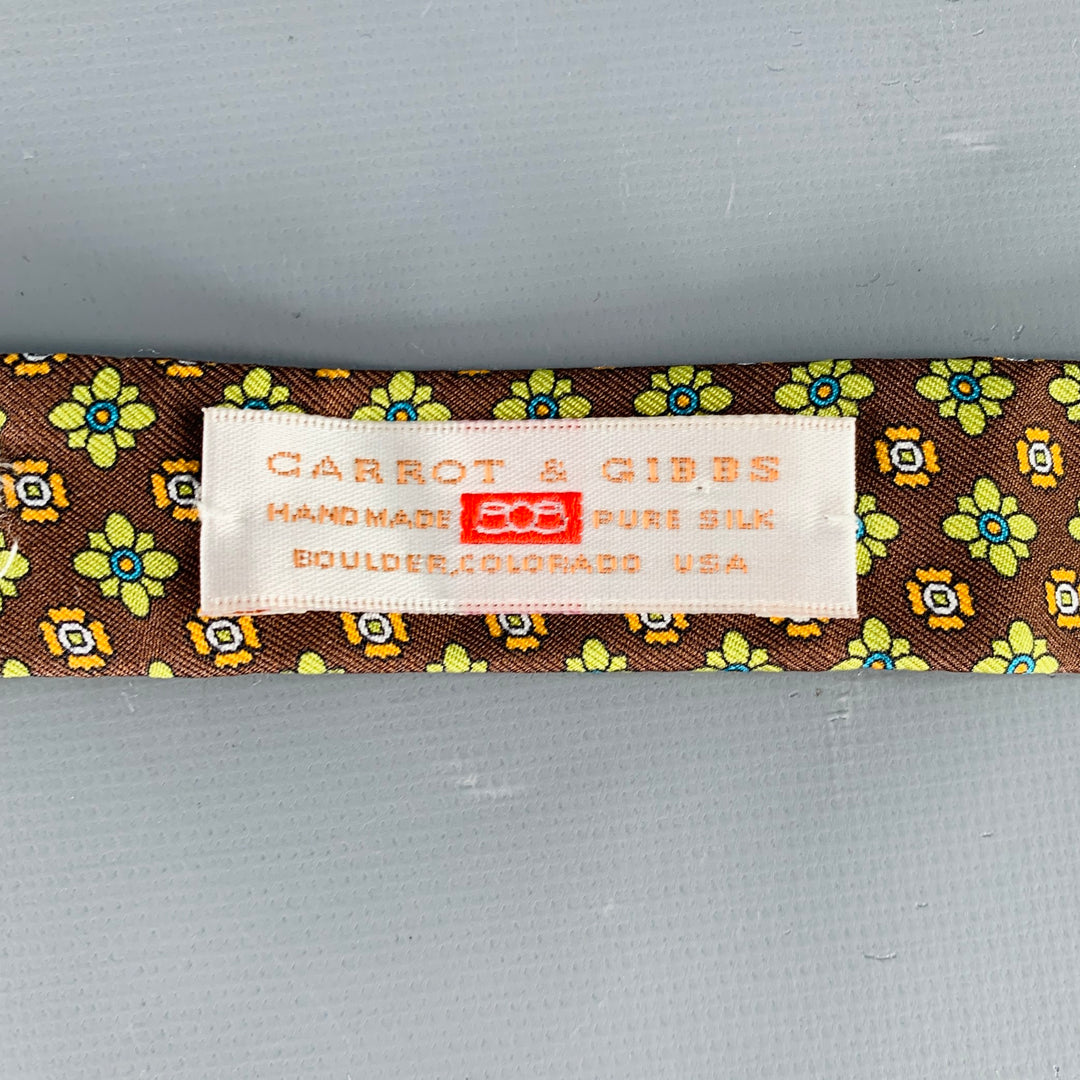 CARROT & GIBBS
HANDMADE PURE SILK
BOULDER, COLORADO USA